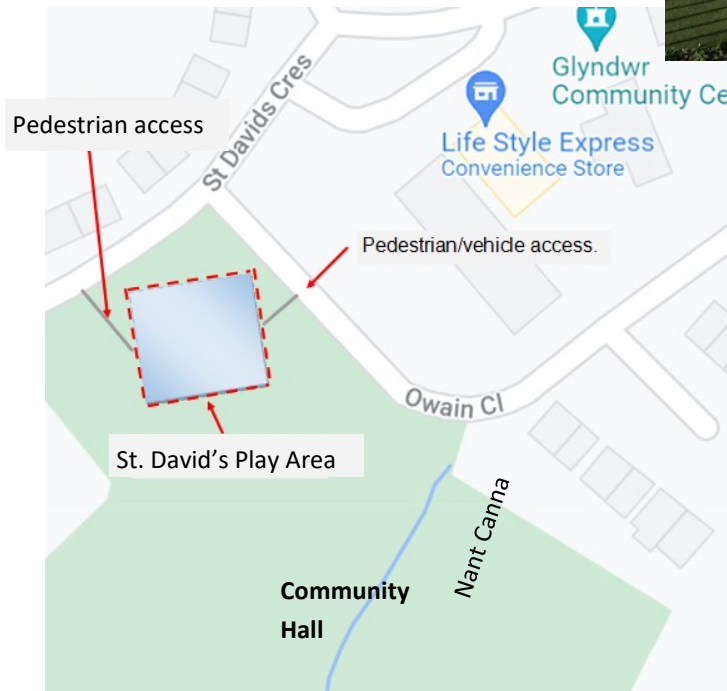 Glyndwr
Community Ce
Pedestrian access
St Davids Cres
Life Style Express
Convenience Store
Pedestrian/vehicle access.
Owain Cl
St. David’s Play Area
Nant Canna
Community
Hall